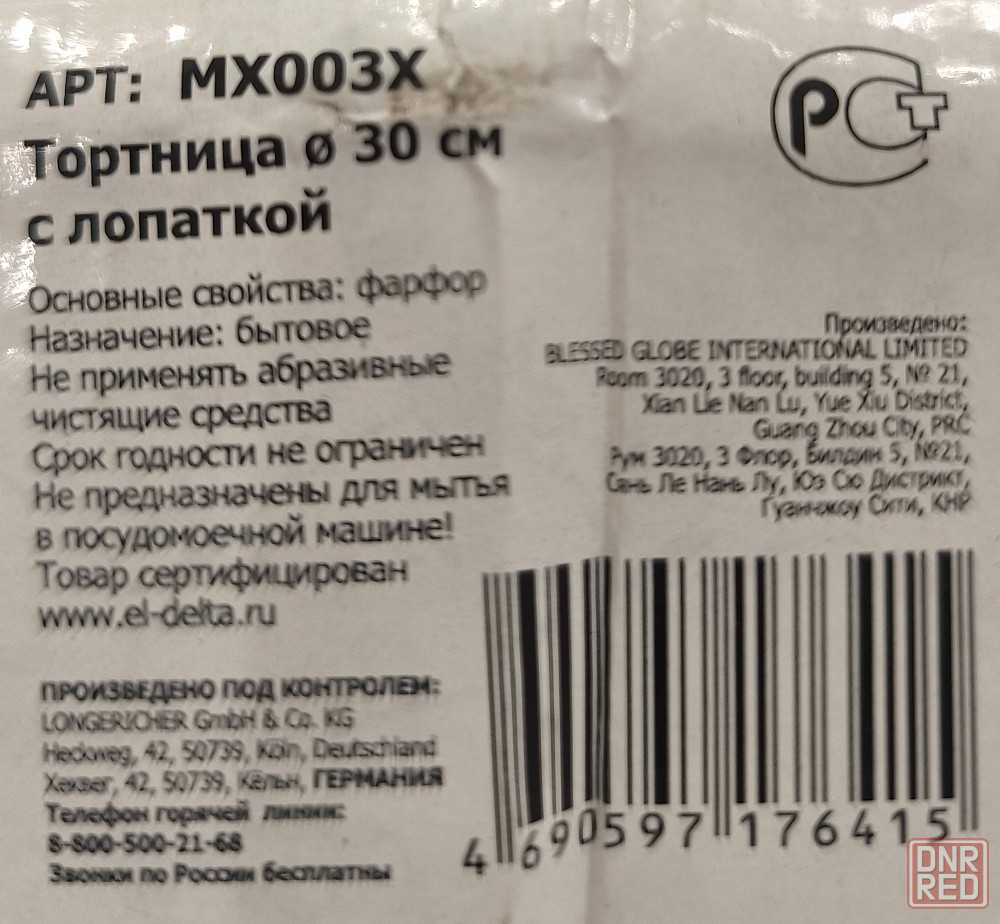 АРТ: MX003X
Тортница ø 30 см
с лопаткой
РСТ
Основные свойства: фарфор
Назначение: бытовое
Не применять абразивные
чистящие средства
Срок годности не ограничен
Не предназначены для мытья
в посудомоечной машине!
Товар сертифицирован
www.el-delta.ru
Произведено:
BLESSED GLOBE INTERNATIONAL LIMITED
Room 3020, 3 floor, building 5, № 21,
Xian Lie Nan Lu, Yue Xiu District,
Guang Zhou City, PRC
Рум 3020, 3 Флор, Билдин 5, №21,
Сянь Ле Нань Лу, Юэ Сю Дистрикт,
Гуанчжоу Сити, КНР
ПРОИЗВЕДЕНО ПОД КОНТРОЛЕМ:
LONGERICHER GmbH & Co. KG
Heckweg, 42, 50739, Köln, Deutschland
42, 50739, Кёльн, ГЕРМАНИЯ
Телефон горячей линии:
8-800-500-21-68
Звонки по России бесплатны
4 690597 176415
DNR
RED